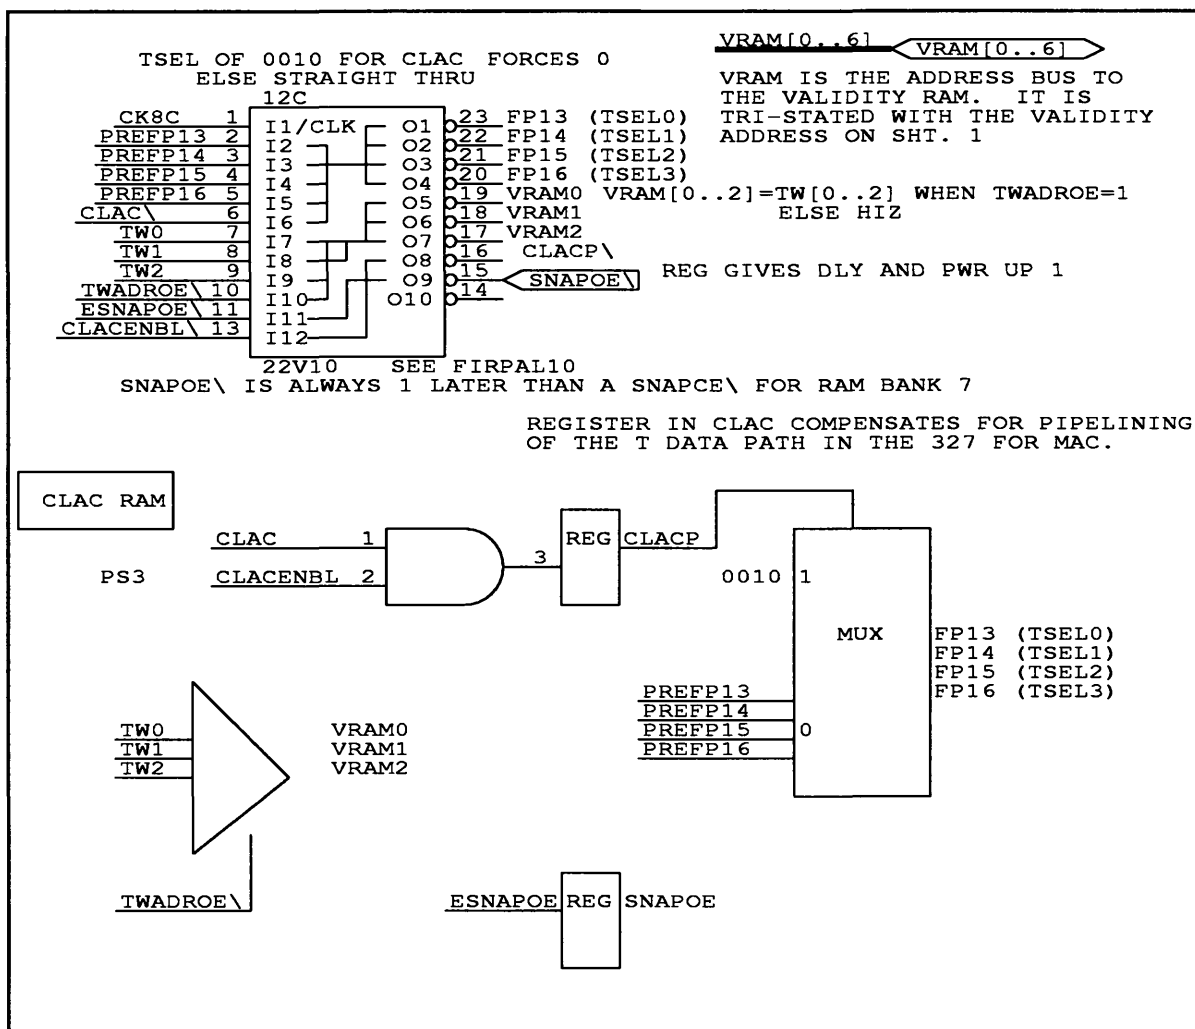 VRAM[0..6] VRAM[0..6]
TSEL OF 0010 FOR CLAC FORCES 0
ELSE STRAIGHT THRU
VRAM IS THE ADDRESS BUS TO
THE VALIDITY RAM. IT IS
TRI-STATED WITH THE VALIDITY
ADDRESS ON SHT. 1
12C
CK8C 1 I1/CLK O1 23 FP13 (TSEL0)
PREFP13 2 I2 O2 22 FP14 (TSEL1)
PREFP14 3 I3 O3 21 FP15 (TSEL2)
PREFP15 4 I4 O4 20 FP16 (TSEL3)
PREFP16 5 I5 O5 19 VRAM0 VRAM[0..2]=TW[0..2] WHEN TWADROE=1
CLAC\ 6 I6 O6 18 VRAM1 ELSE HIZ
TW0 7 I7 O7 17 VRAM2
TW1 8 I8 O8 16 CLACP\
TW2 9 I9 O9 15 SNAPOE\ REG GIVES DLY AND PWR UP 1
TWADROE\ 10 I10 O10 14
ESNAPOE\ 11 I11
CLACENBL\ 13 I12
22V10 SEE FIRPAL10
SNAPOE\ IS ALWAYS 1 LATER THAN A SNAPCE\ FOR RAM BANK 7
REGISTER IN CLAC COMPENSATES FOR PIPELINING
OF THE T DATA PATH IN THE 327 FOR MAC.
CLAC RAM
CLAC 1 3 REG CLACP
PS3 CLACENBL 2 0010 1
MUX FP13 (TSEL0)
FP14 (TSEL1)
FP15 (TSEL2)
FP16 (TSEL3)
PREFP13
PREFP14
PREFP15 0
PREFP16
TW0 VRAM0
TW1 VRAM1
TW2 VRAM2
TWADROE\
ESNAPOE REG SNAPOE